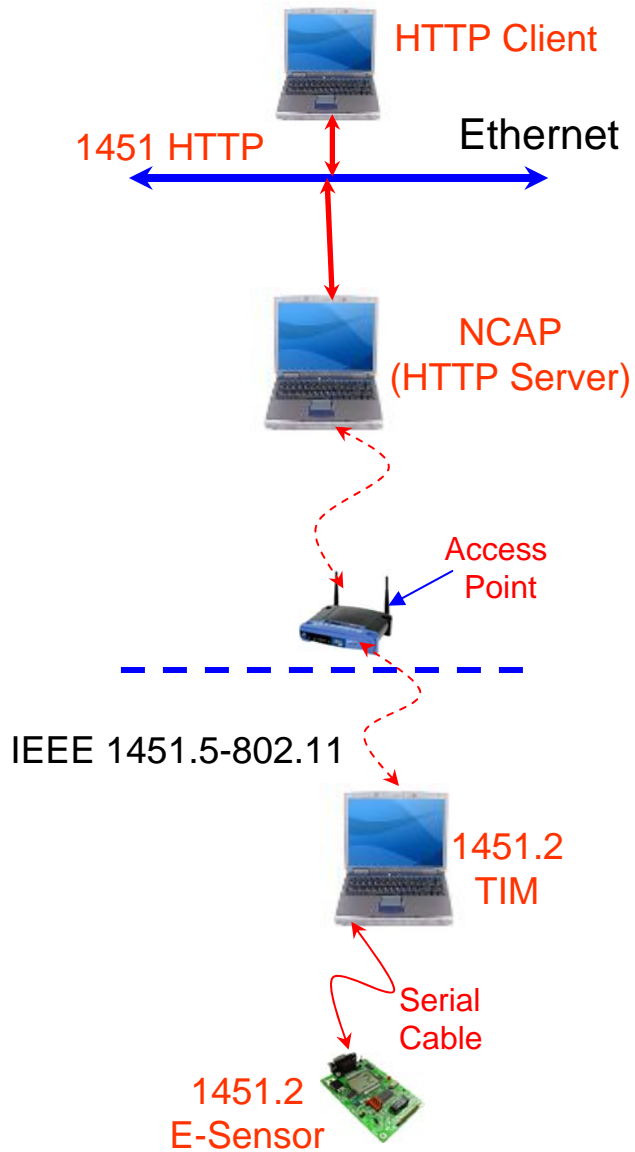 HTTP Client
1451 HTTP
Ethernet
NCAP
(HTTP Server)
Access
Point
IEEE 1451.5-802.11
1451.2
TIM
Serial
Cable
1451.2
E-Sensor